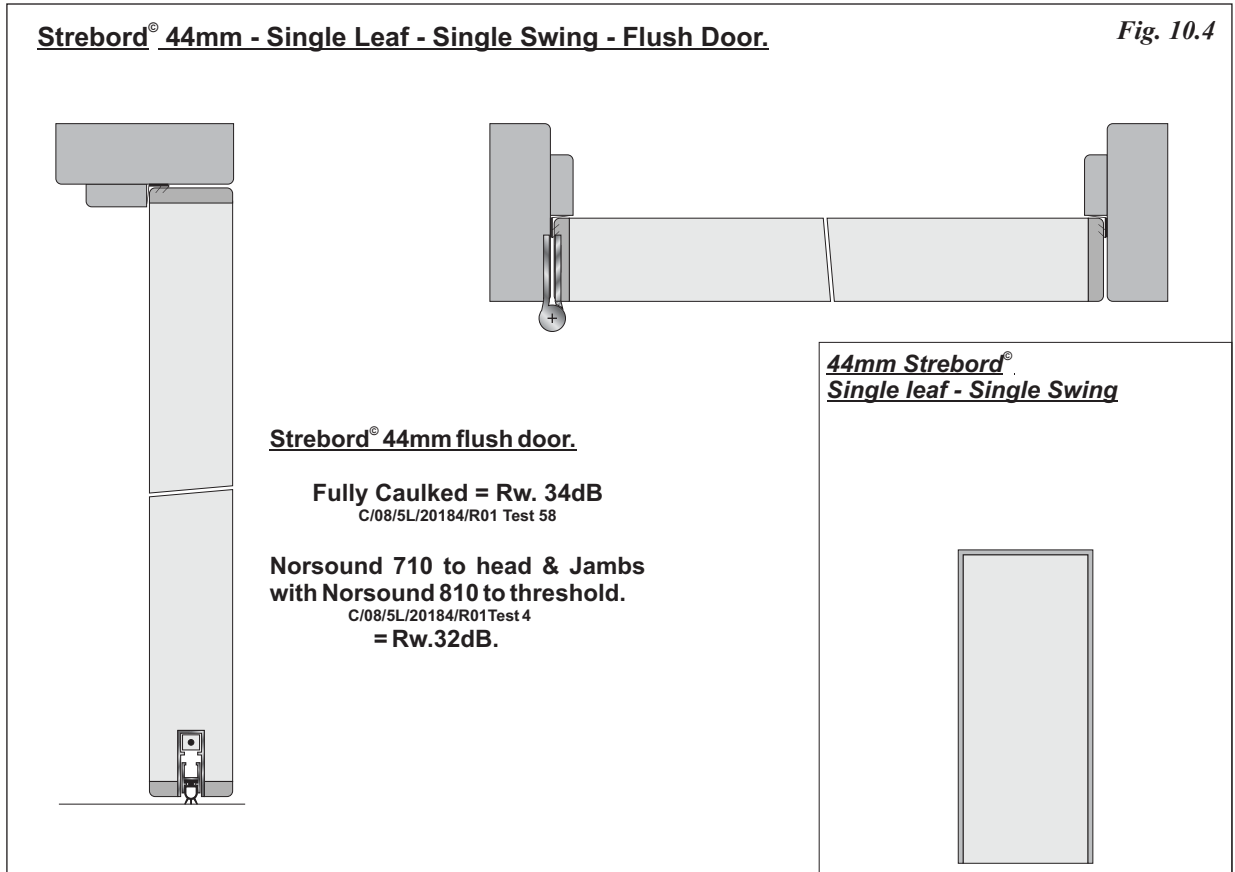 Strebord© 44mm - Single Leaf - Single Swing - Flush Door.
Fig. 10.4
44mm Strebord©.
Single leaf - Single Swing
Strebord© 44mm flush door.
Fully Caulked = Rw. 34dB
C/08/5L/20184/R01 Test 58
Norsound 710 to head & Jambs
with Norsound 810 to threshold.
C/08/5L/20184/R01Test 4
= Rw.32dB.